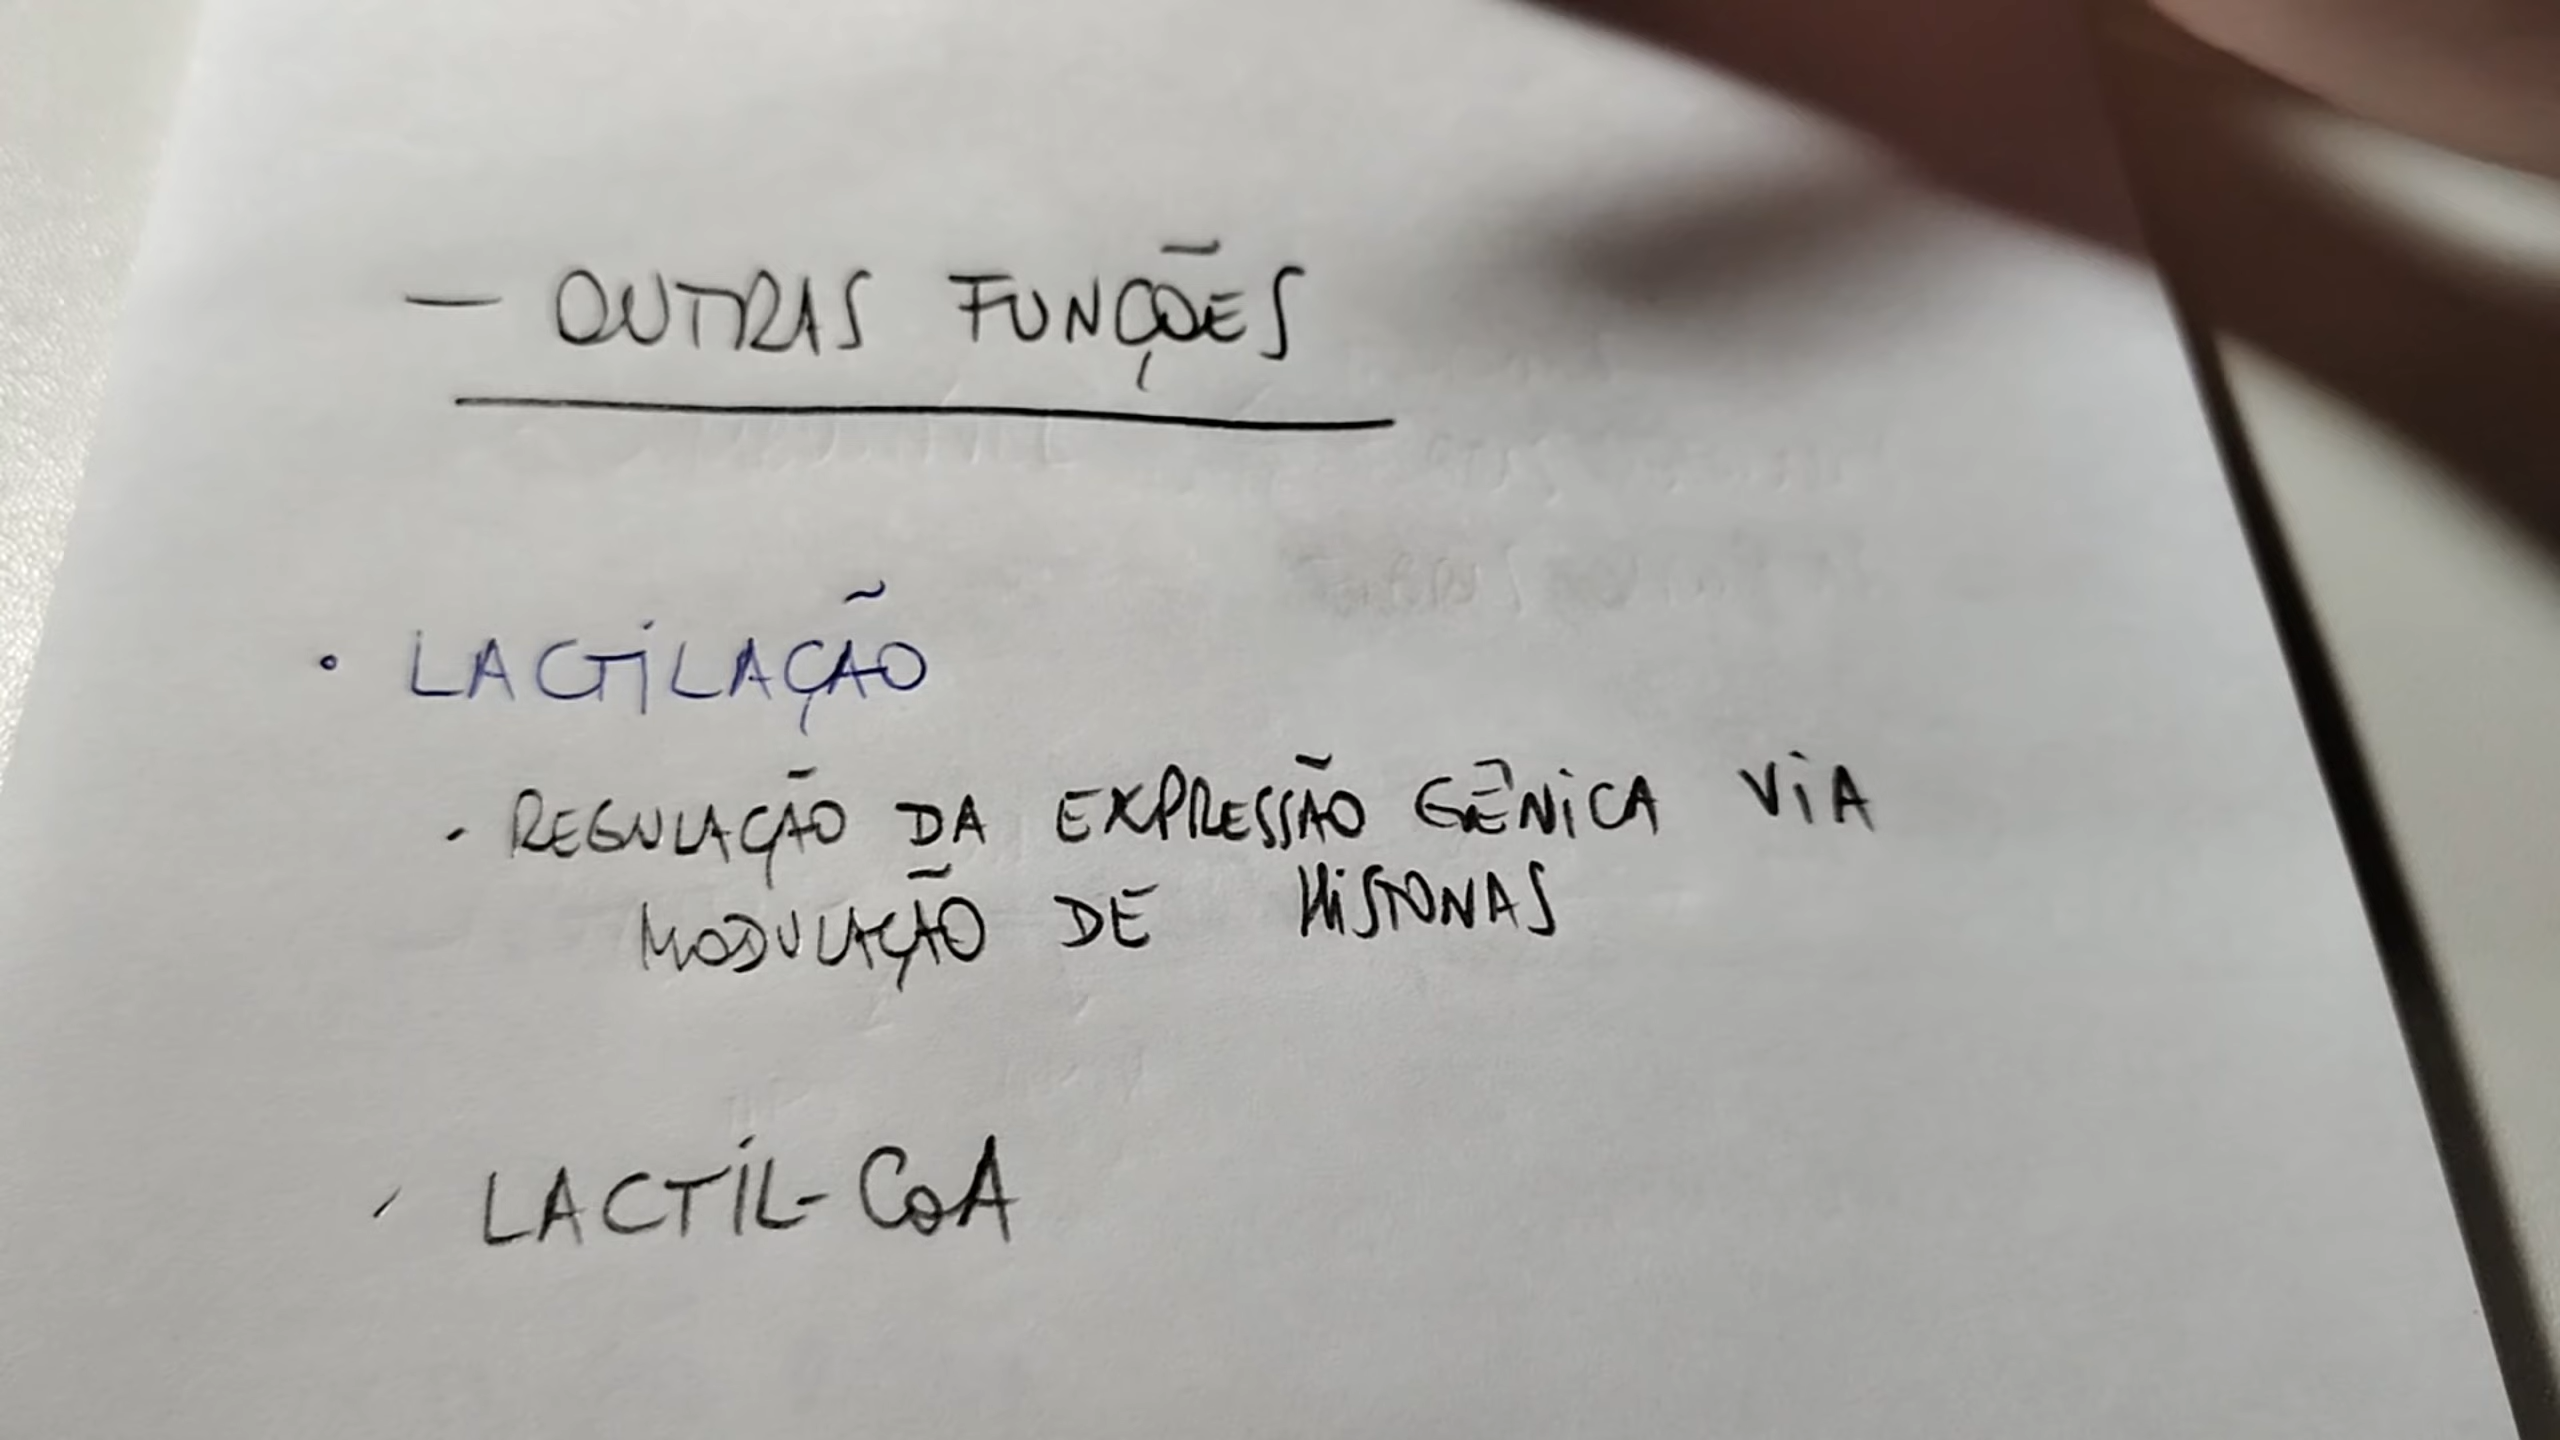 — OUTRAS FUNÇÕES
• LACTiLAÇÃO
- REGULAÇÃO DA EXPRESSÃO GÊNiCA ViA
MODULAÇÃO DE HiSTONAS
- LACTiL-CoA